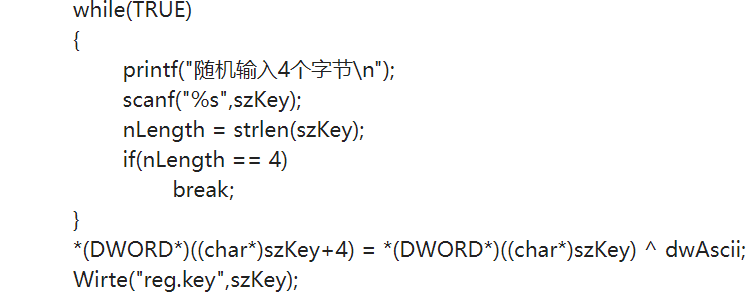 while(TRUE)
{
printf("随机输入4个字节\n");
scanf("%s",szKey);
nLength = strlen(szKey);
if(nLength == 4)
break;
}
*(DWORD*)((char*)szKey+4) = *(DWORD*)((char*)szKey) ^ dwAscii;
Wirte("reg.key",szKey);